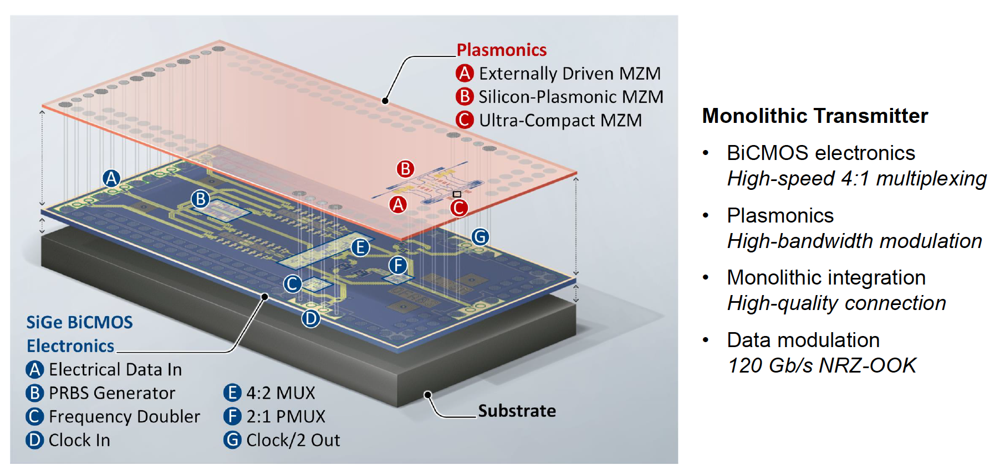 Plasmonics
A Externally Driven MZM
B Silicon-Plasmonic MZM
C Ultra-Compact MZM
A
B
C
A
B
C
D
E
F
G
SiGe BiCMOS
Electronics
A Electrical Data In
B PRBS Generator
C Frequency Doubler
D Clock In
E 4:2 MUX
F 2:1 PMUX
G Clock/2 Out
Substrate
Monolithic Transmitter
• BiCMOS electronics
High-speed 4:1 multiplexing
• Plasmonics
High-bandwidth modulation
• Monolithic integration
High-quality connection
• Data modulation
120 Gb/s NRZ-OOK